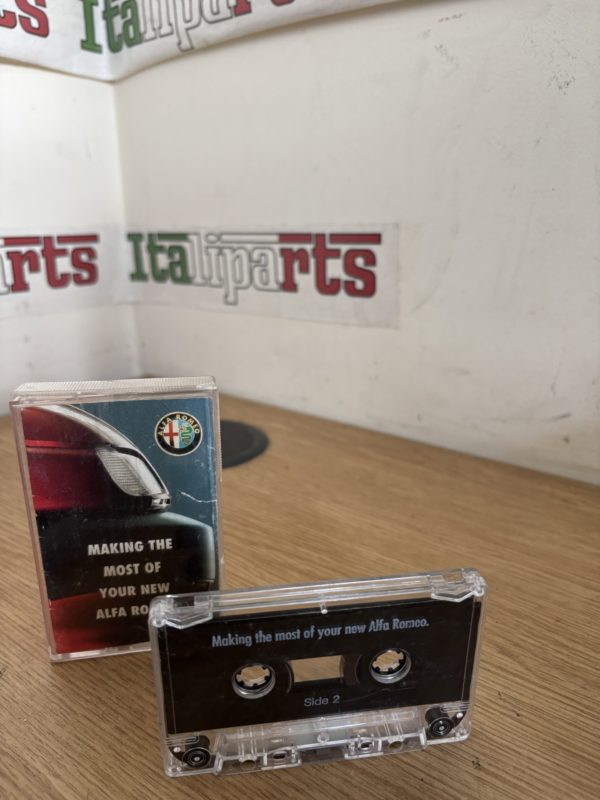 rts
Italiparts
rts
Italiparts
ALFA ROMEO
MAKING THE
MOST OF
YOUR NEW
ALFA RO
Making the most of your new Alfa Romeo.
Side 2